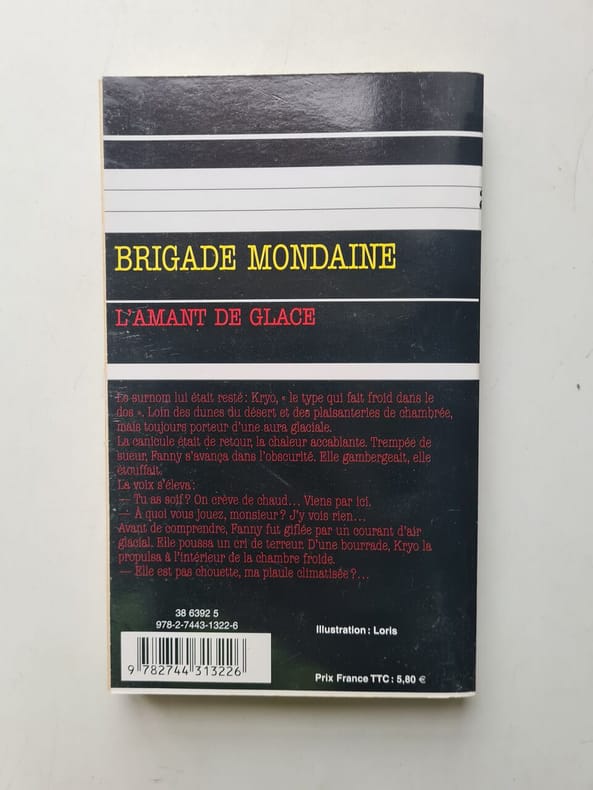 BRIGADE MONDAINE
L'AMANT DE GLACE
Le surnom lui était resté : Kryo, « le type qui fait froid dans le
dos ». Loin des dunes du désert et des plaisanteries de chambrée,
mais toujours porteur d'une aura glaciale.
La canicule était de retour, la chaleur accablante. Trempée de
sueur, Fanny s'avança dans l'obscurité. Elle gambergeait, elle
étouffait.
La voix s'éleva :
— Tu as soif ? On crève de chaud... Viens par ici.
— À quoi vous jouez, monsieur ? J'y vois rien...
Avant de comprendre, Fanny fut giflée par un courant d'air
glacial. Elle poussa un cri de terreur. D'une bourrade, Kryo la
propulsa à l'intérieur de la chambre froide.
— Elle est pas chouette, ma piaule climatisée ?...
38 6392 5
978-2-7443-1322-6
Illustration : Loris
9 782744 313226
Prix France TTC : 5,80 €